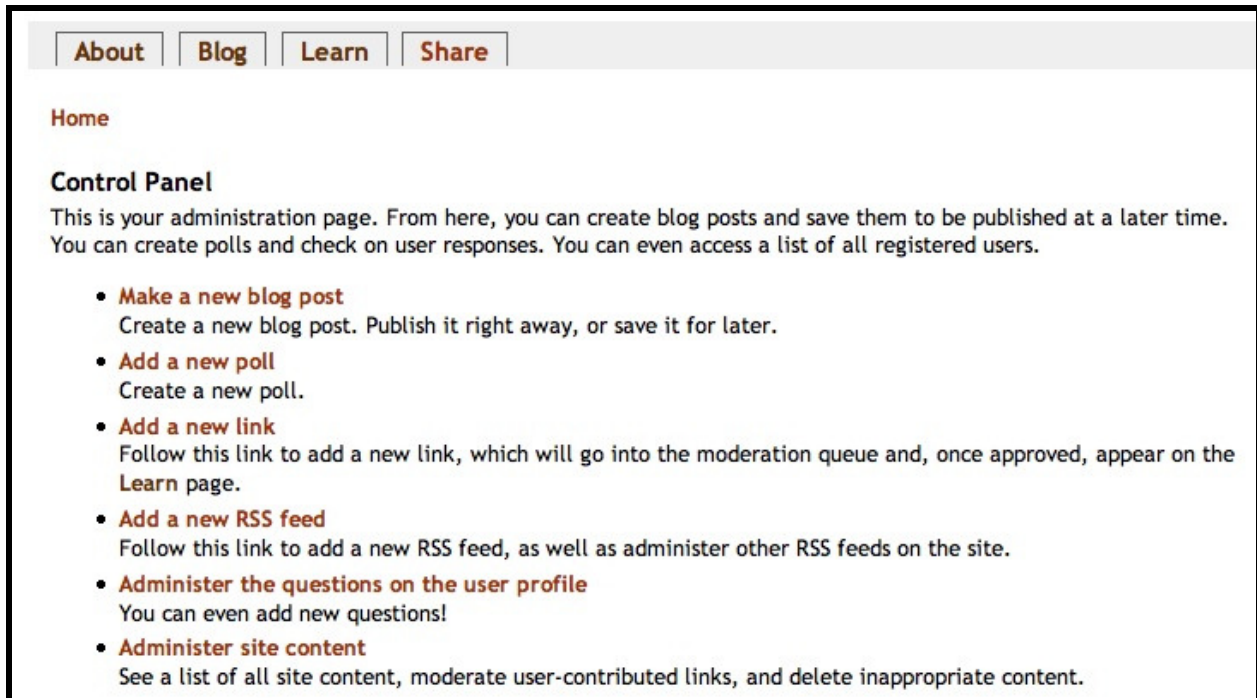 About Blog Learn Share
Home
Control Panel
This is your administration page. From here, you can create blog posts and save them to be published at a later time.
You can create polls and check on user responses. You can even access a list of all registered users.
• Make a new blog post
Create a new blog post. Publish it right away, or save it for later.
• Add a new poll
Create a new poll.
• Add a new link
Follow this link to add a new link, which will go into the moderation queue and, once approved, appear on the
Learn page.
• Add a new RSS feed
Follow this link to add a new RSS feed, as well as administer other RSS feeds on the site.
• Administer the questions on the user profile
You can even add new questions!
• Administer site content
See a list of all site content, moderate user-contributed links, and delete inappropriate content.